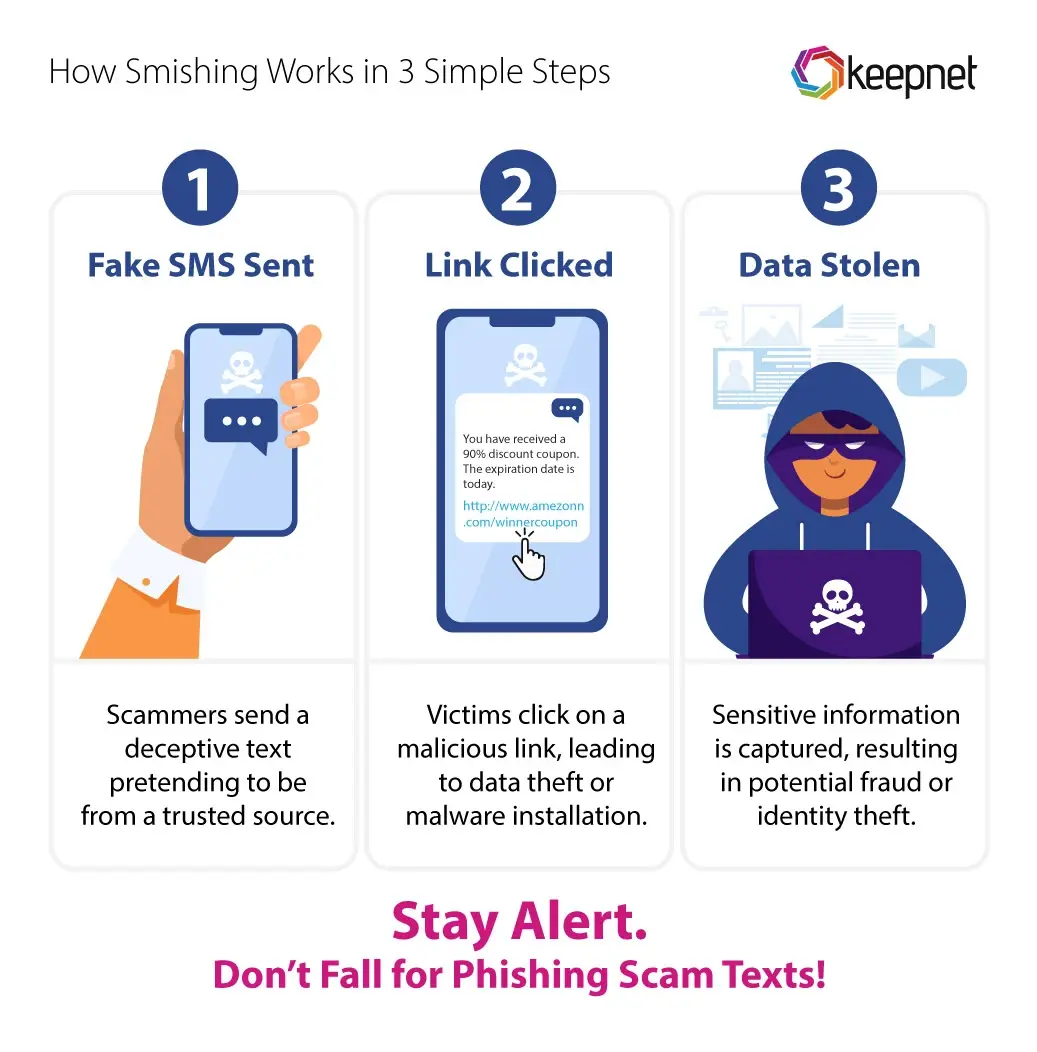 How Smishing Works in 3 Simple Steps
keepnet
1
Fake SMS Sent
Scammers send a
deceptive text
pretending to be
from a trusted source.
2
Link Clicked
You have received a
90% discount coupon.
The expiration date is
today.
http://www.amezonn
.com/winnercoupon
Victims click on a
malicious link, leading
to data theft or
malware installation.
3
Data Stolen
Sensitive information
is captured, resulting
in potential fraud or
identity theft.
Stay Alert.
Don’t Fall for Phishing Scam Texts!